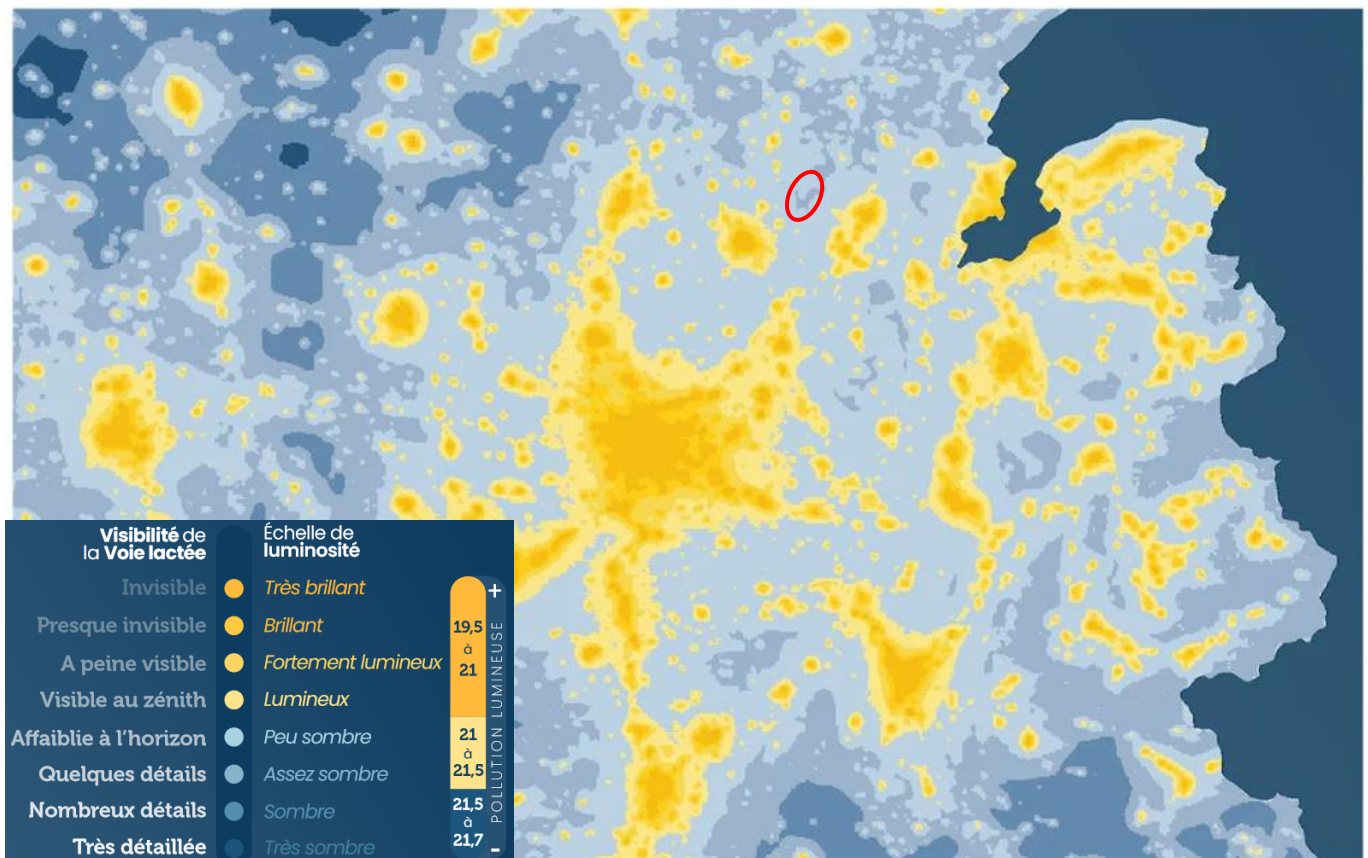 Visibilité de
la Voie lactée
Échelle de
luminosité
Invisible
Très brillant
Presque invisible
Brillant
A peine visible
Fortement lumineux
Visible au zénith
Lumineux
Affaiblie à l'horizon
Peu sombre
Quelques détails
Assez sombre
Nombreux détails
Sombre
Très détaillée
Très sombre
+
19,5
à
21
21
à
21,5
21,5
à
21,7
-
POLLUTION LUMINEUSE